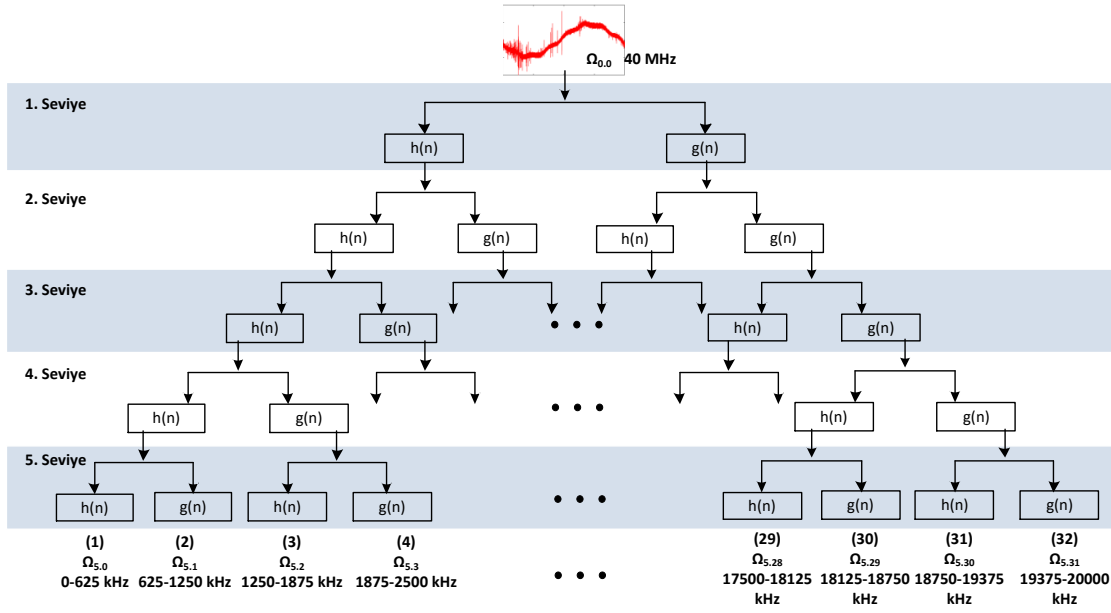 Ω0.0 40 MHz
1. Seviye
h(n) g(n)
2. Seviye
h(n) g(n) h(n) g(n)
3. Seviye
h(n) g(n) • • • h(n) g(n)
4. Seviye
h(n) g(n) • • • h(n) g(n)
5. Seviye
h(n) g(n) h(n) g(n) • • • h(n) g(n) h(n) g(n)
(1) (2) (3) (4) (29) (30) (31) (32)
Ω5.0 Ω5.1 Ω5.2 Ω5.3 Ω5.28 Ω5.29 Ω5.30 Ω5.31
0-625 kHz 625-1250 kHz 1250-1875 kHz 1875-2500 kHz • • • 17500-18125 18125-18750 18750-19375 19375-20000
kHz kHz kHz kHz